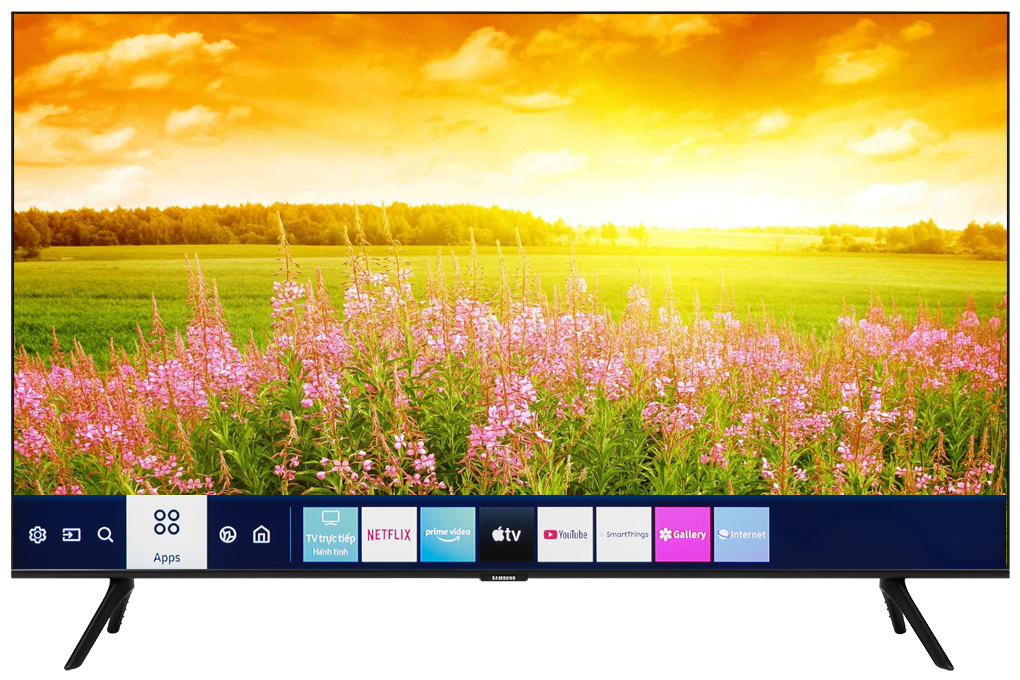 Apps
TV trực tiếp
Hành tinh
NETFLIX
prime video
tv
YouTube
SmartThings
Gallery
Internet
SAMSUNG